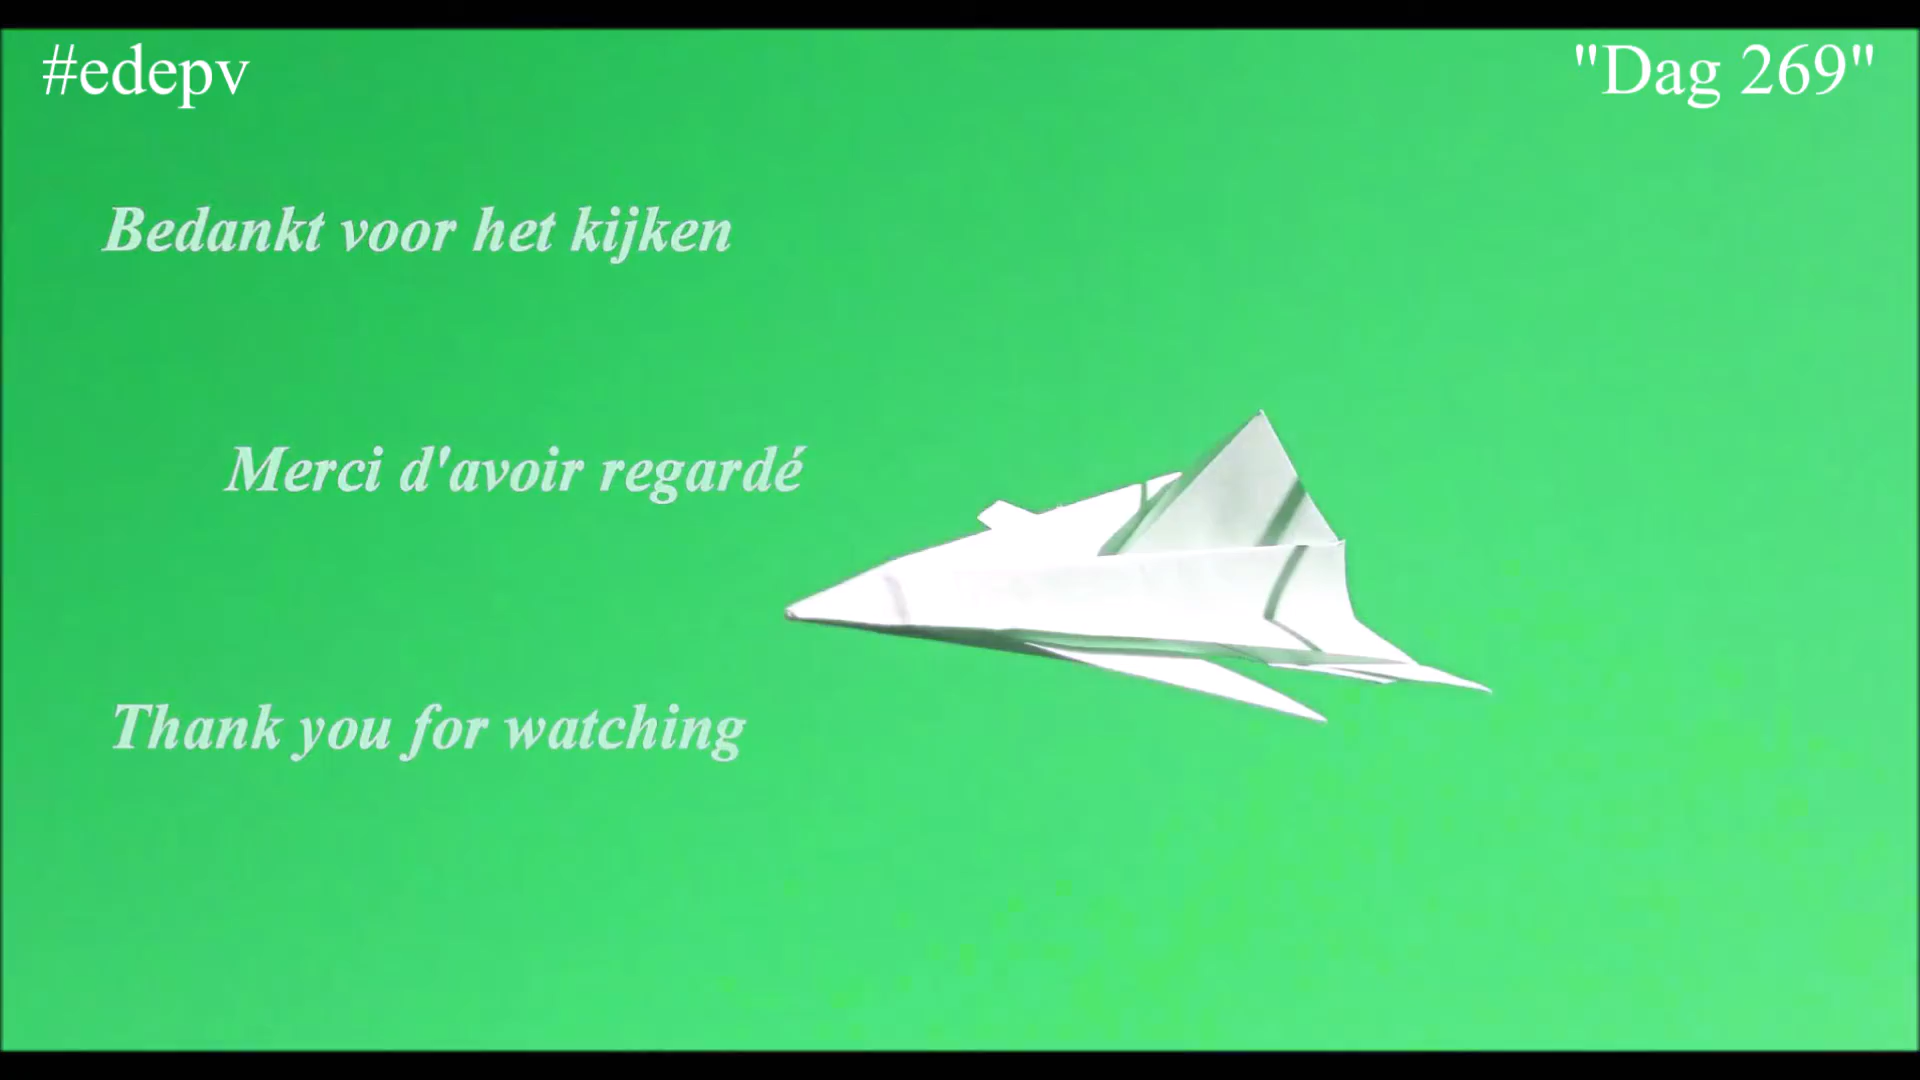 #edepv
"Dag 269"
Bedankt voor het kijken
Merci d'avoir regardé
Thank you for watching